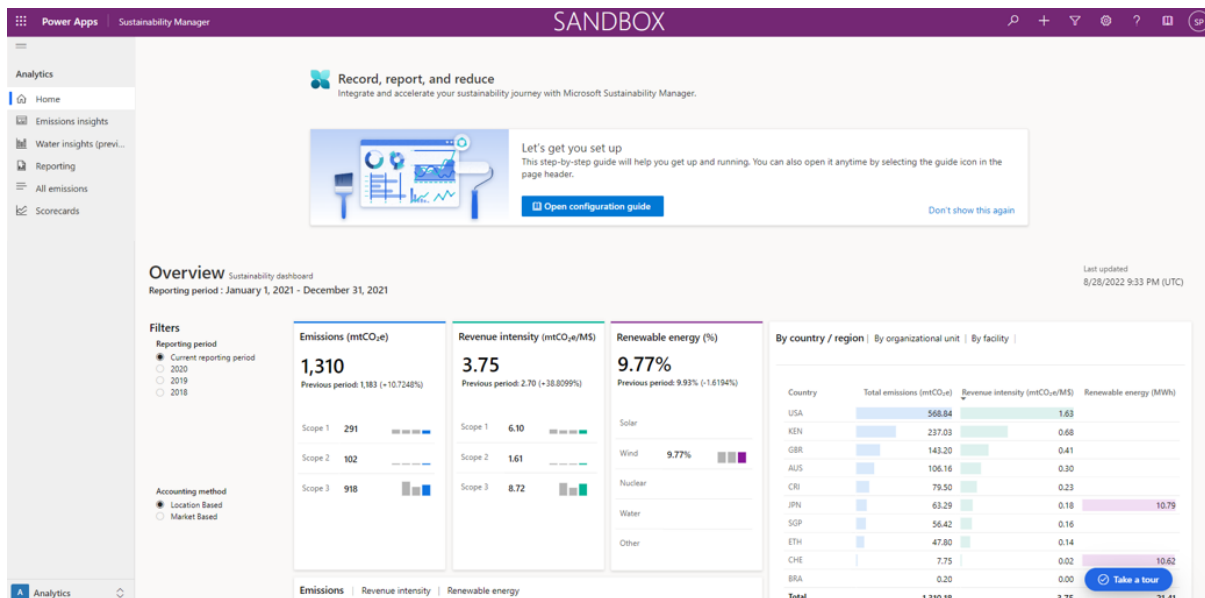 Power Apps Sustainability Manager SANDBOX SP
Analytics
Home
Emissions insights
Water insights (previ...
Reporting
All emissions
Scorecards
Record, report, and reduce
Integrate and accelerate your sustainability journey with Microsoft Sustainability Manager.
Let's get you set up
This step-by-step guide will help you get up and running. You can also open it anytime by selecting the guide icon in the
page header.
Open configuration guide
Don't show this again
Overview Sustainability dashboard
Reporting period : January 1, 2021 - December 31, 2021
Last updated
8/28/2022 9:33 PM (UTC)
Filters
Reporting period
Current reporting period
2020
2019
2018
Accounting method
Location Based
Market Based
Emissions (mtCO₂e)
1,310
Previous period: 1,183 (+10.7248%)
Scope 1 291
Scope 2 102
Scope 3 918
Revenue intensity (mtCO₂e/M$)
3.75
Previous period: 2.70 (+38.8099%)
Scope 1 6.10
Scope 2 1.61
Scope 3 8.72
Renewable energy (%)
9.77%
Previous period: 9.93% (-1.6194%)
Solar
Wind 9.77%
Nuclear
Water
Other
By country / region | By organizational unit | By facility |
Country Total emissions (mtCO₂e) Revenue intensity (mtCO₂e/M$) Renewable energy (MWh)
USA 568.84 1.63
KEN 237.03 0.68
GBR 143.20 0.41
AUS 106.16 0.30
CRI 79.50 0.23
JPN 63.29 0.18 10.79
SGP 56.42 0.16
ETH 47.80 0.14
CHE 7.75 0.02 10.62
BRA 0.20 0.00
Total 1,310.18 3.75 21.41
Take a tour
Emissions | Revenue intensity | Renewable energy
A Analytics